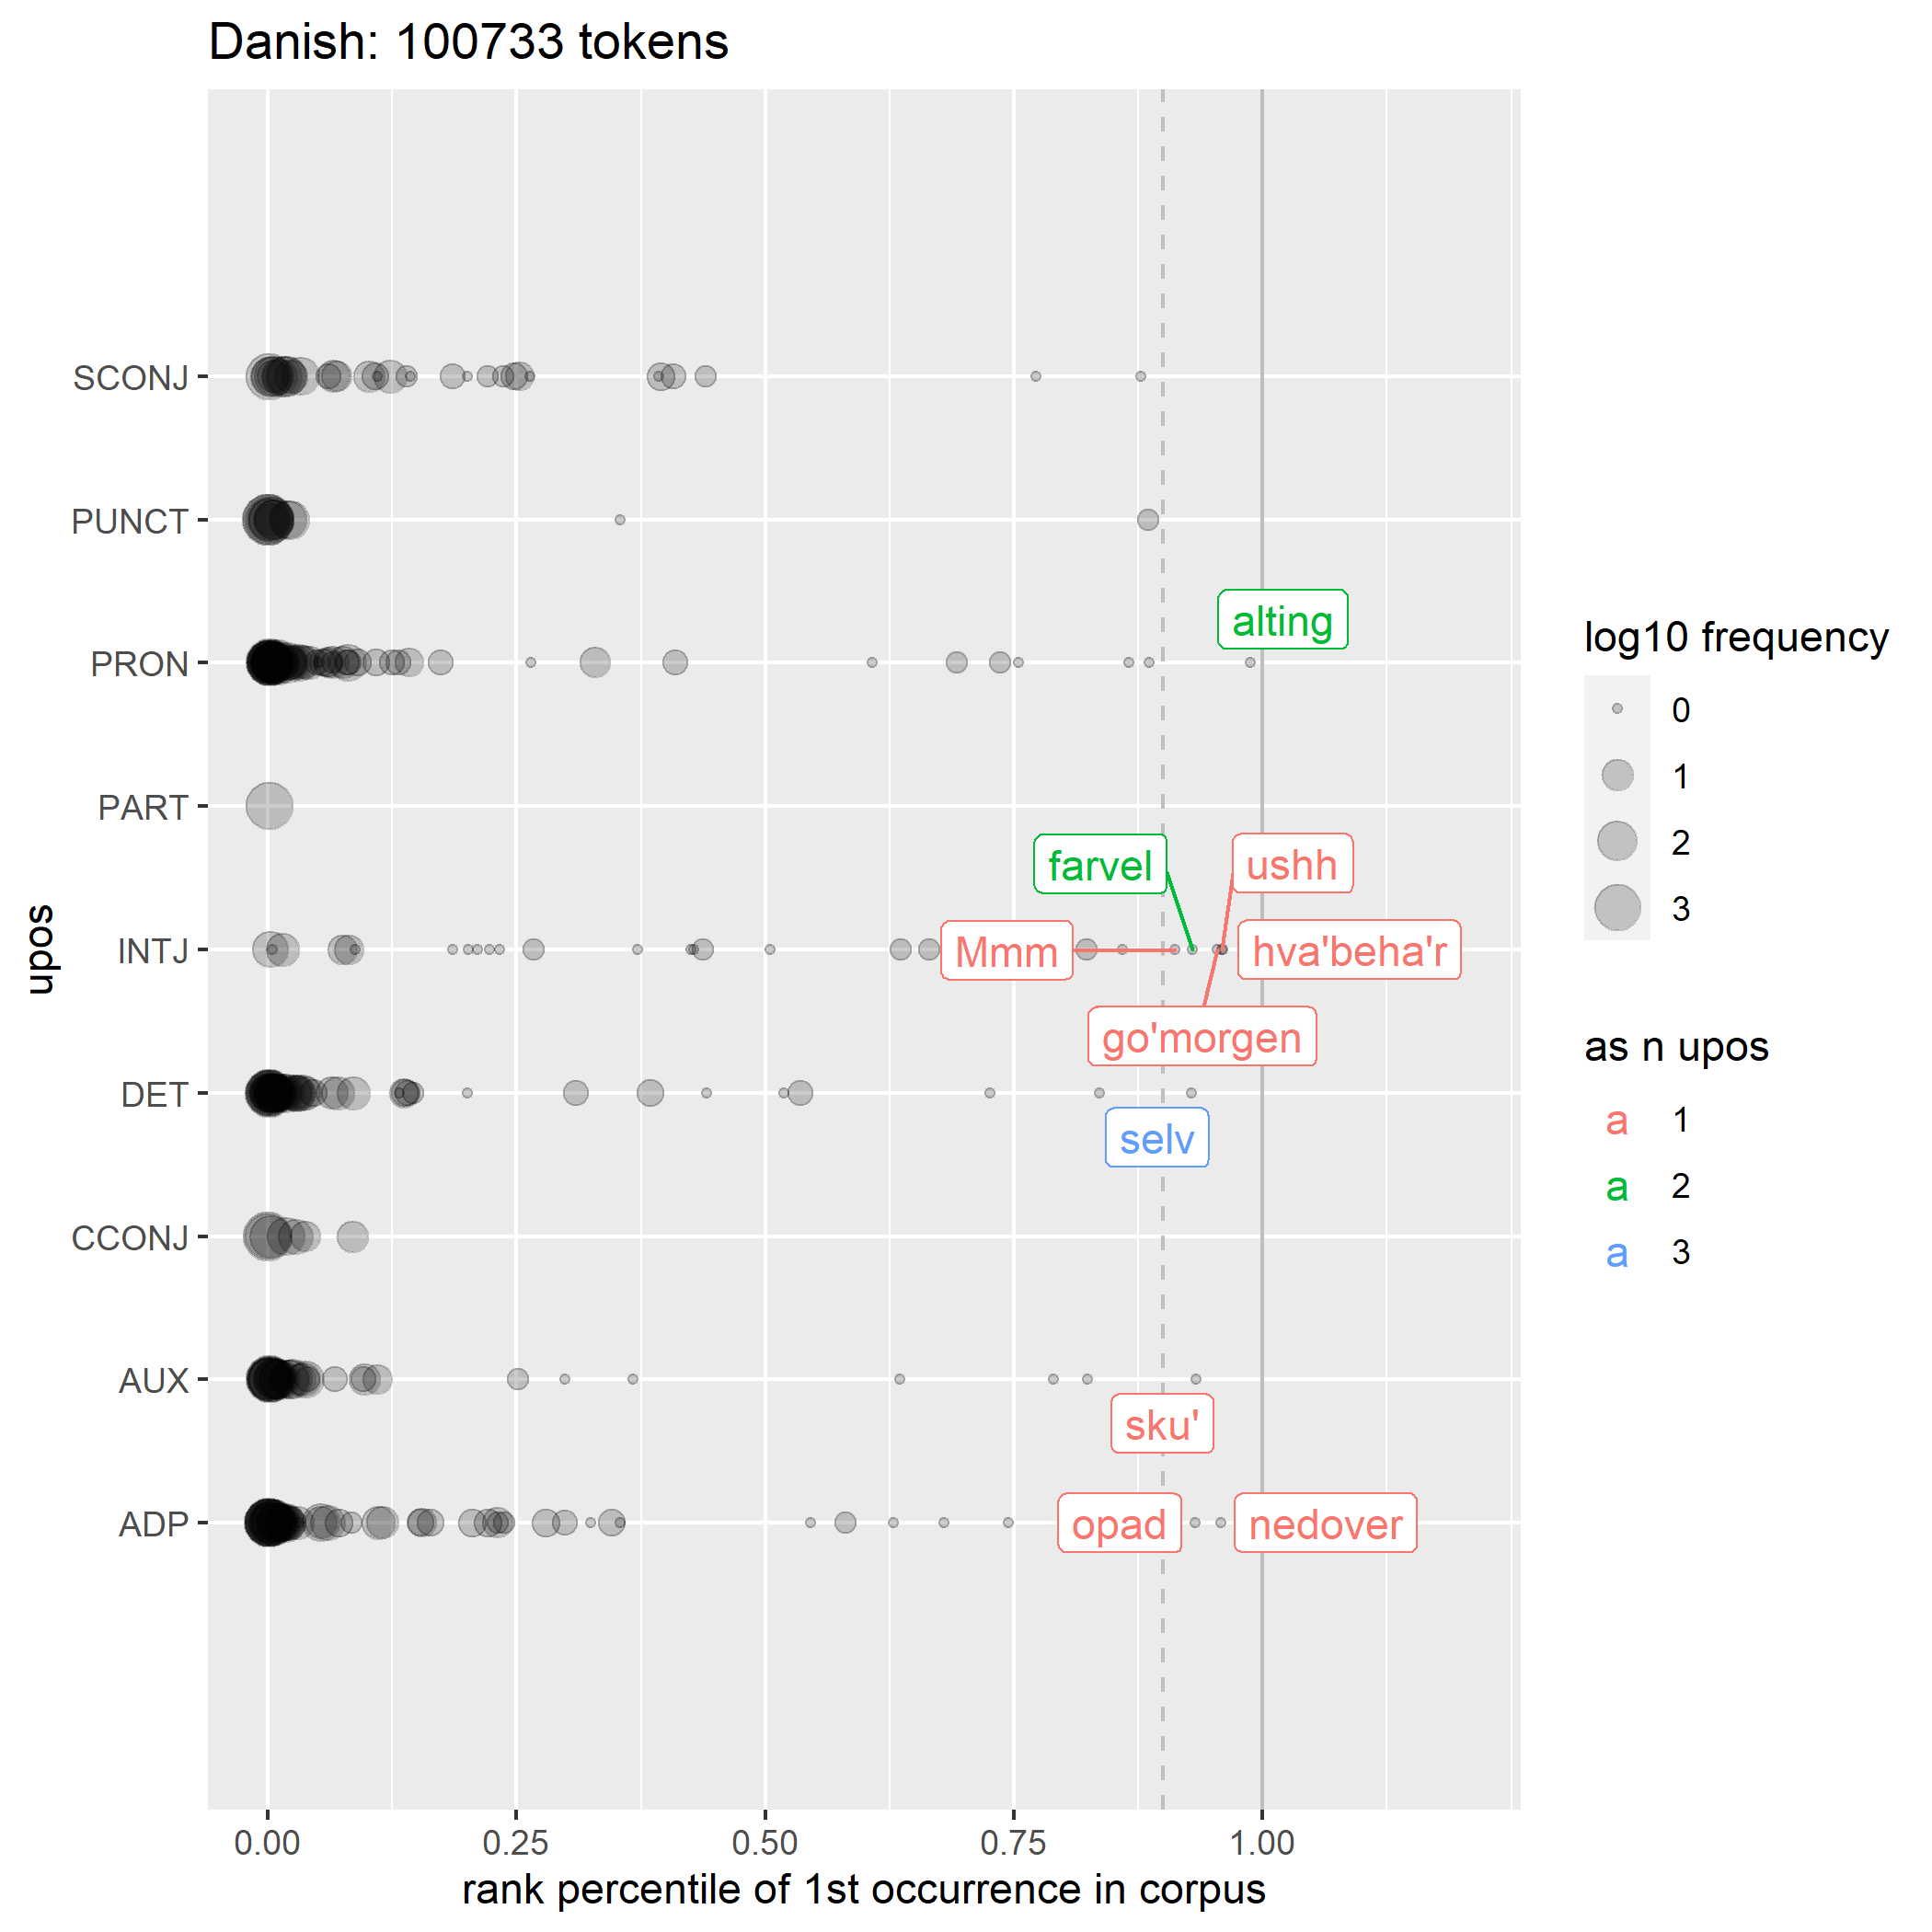 Danish: 100733 tokens
SCONJ
PUNCT
alting
PRON
PART
farvel
ushh
INTJ
Mmm
hva'beha'r
go'morgen
DET
selv
CCONJ
AUX
sku'
ADP
opad
nedover
upos
0.00
0.25
0.50
0.75
1.00
rank percentile of 1st occurrence in corpus
log10 frequency
0
1
2
3
as n upos
a 1
a 2
a 3